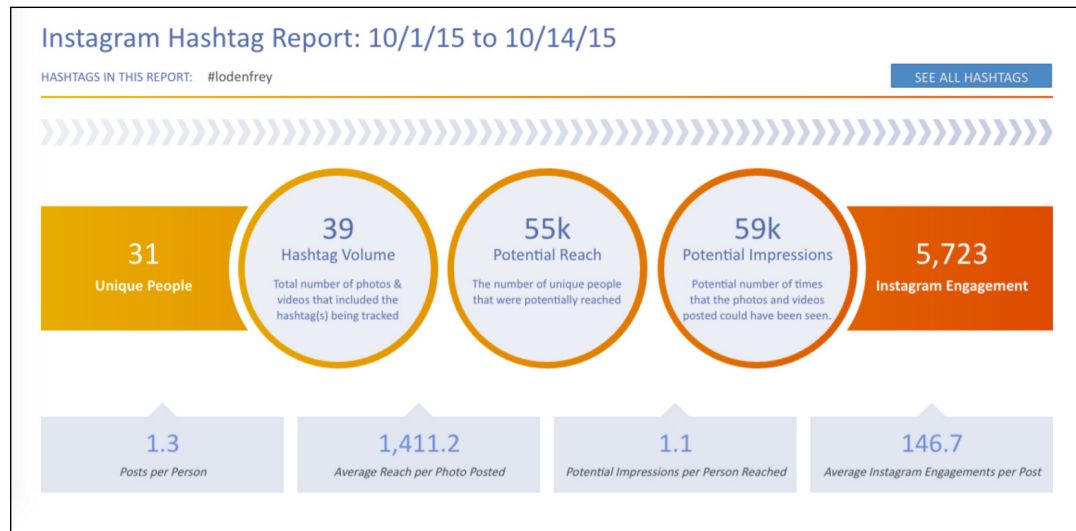 Instagram Hashtag Report: 10/1/15 to 10/14/15
HASHTAGS IN THIS REPORT: #lodenfrey
SEE ALL HASHTAGS
31
Unique People
39
Hashtag Volume
Total number of photos &
videos that included the
hashtag(s) being tracked
55k
Potential Reach
The number of unique people
that were potentially reached
59k
Potential Impressions
Potential number of times
that the photos and videos
posted could have been seen.
5,723
Instagram Engagement
1.3
Posts per Person
1,411.2
Average Reach per Photo Posted
1.1
Potential Impressions per Person Reached
146.7
Average Instagram Engagements per Post